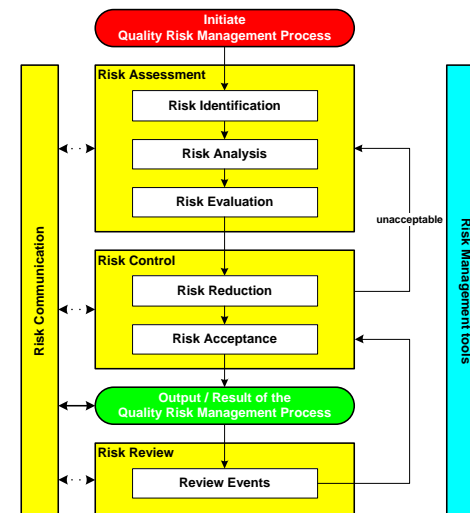 Initiate
Quality Risk Management Process
Risk Assessment
Risk Identification
Risk Analysis
Risk Evaluation
unacceptable
Risk Communication
Risk Management tools
Risk Control
Risk Reduction
Risk Acceptance
Output / Result of the
Quality Risk Management Process
Risk Review
Review Events